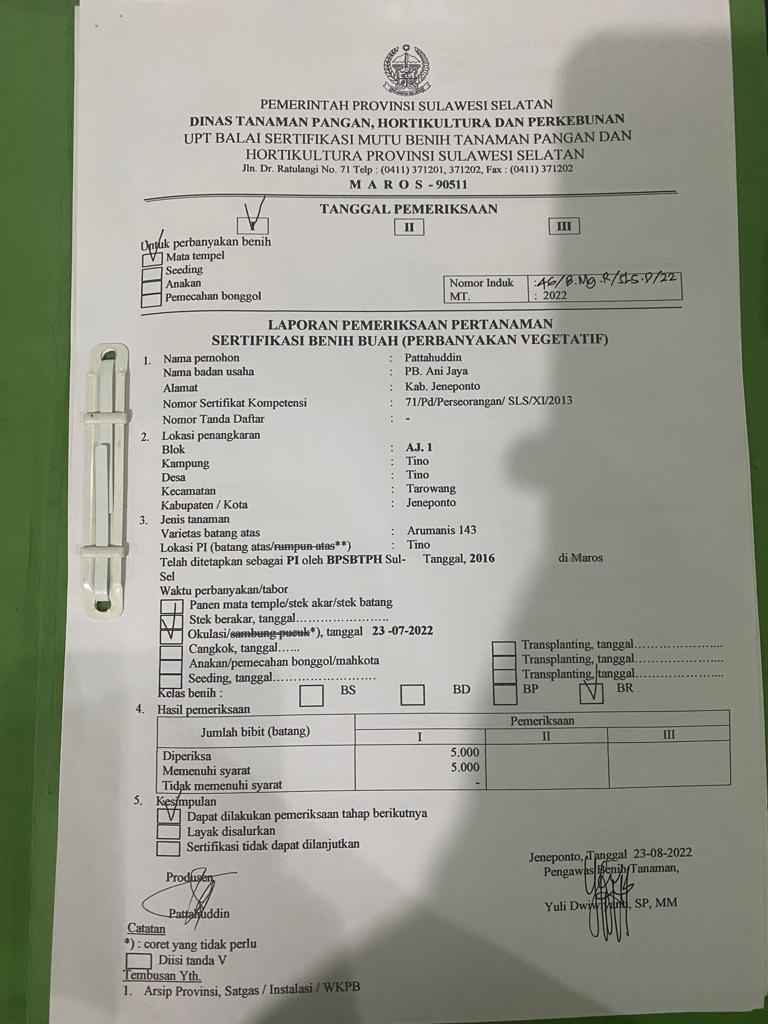 PEMERINTAH PROVINSI SULAWESI SELATAN
DINAS TANAMAN PANGAN, HORTIKULTURA DAN PERKEBUNAN
UPT BALAI SERTIFIKASI MUTU BENIH TANAMAN PANGAN DAN
HORTIKULTURA PROVINSI SULAWESI SELATAN
Jln. Dr. Ratulangi No. 71 Telp : (0411) 371201, 371202, Fax : (0411) 371202
M A R O S - 90511
TANGGAL PEMERIKSAAN
I II III
Untuk perbanyakan benih
Mata tempel
Seeding
Anakan
Pemecahan bonggol
Nomor Induk : 46/B.Mg.R/SLS.D/22
MT. : 2022
LAPORAN PEMERIKSAAN PERTANAMAN
SERTIFIKASI BENIH BUAH (PERBANYAKAN VEGETATIF)
1. Nama pemohon : Pattahuddin
Nama badan usaha : PB. Ani Jaya
Alamat : Kab. Jeneponto
Nomor Sertifikat Kompetensi : 71/Pd/Perseorangan/ SLS/XI/2013
Nomor Tanda Daftar : -
2. Lokasi penangkaran
Blok : AJ. 1
Kampung : Tino
Desa : Tino
Kecamatan : Tarowang
Kabupaten / Kota : Jeneponto
3. Jenis tanaman
Varietas batang atas : Arumanis 143
Lokasi PI (batang atas/rumpun atas**) : Tino
Telah ditetapkan sebagai PI oleh BPSBTPH Sul- Tanggal, 2016 di Maros
Sel
Waktu perbanyakan/tabor
Panen mata temple/stek akar/stek batang
Stek berakar, tanggal........................
Okulasi/sambung pucuk*), tanggal 23 -07-2022
Cangkok, tanggal...... Transplanting, tanggal......................
Anakan/pemecahan bonggol/mahkota Transplanting, tanggal......................
Seeding, tanggal.......................... Transplanting, tanggal......................
Kelas benih : BS BD BP V BR
4. Hasil pemeriksaan
Jumlah bibit (batang) Pemeriksaan
I II III
Diperiksa 5.000
Memenuhi syarat 5.000
Tidak memenuhi syarat -
5. Kesimpulan
Dapat dilakukan pemeriksaan tahap berikutnya
Layak disalurkan
Sertifikasi tidak dapat dilanjutkan
Jeneponto, Tanggal 23-08-2022
Pengawas Benih Tanaman,
Produsen
Pattahuddin
Yuli Dwiyanti, SP, MM
Catatan
*) : coret yang tidak perlu
Diisi tanda V
Tembusan Yth.
1. Arsip Provinsi, Satgas / Instalasi / WKPB